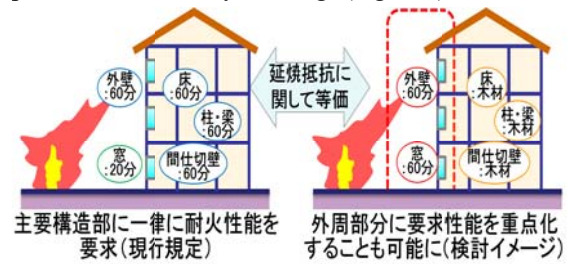 外壁
:60分
床
:60分
柱・梁
:60分
窓
:20分
間仕切壁
:60分
主要構造部に一律に耐火性能を
要求(現行規定)
延焼抵抗に
関して等価
外壁
:60分
床
:木材
柱・梁
:木材
窓
:60分
間仕切壁
:木材
外周部分に要求性能を重点化
することも可能に(検討イメージ)